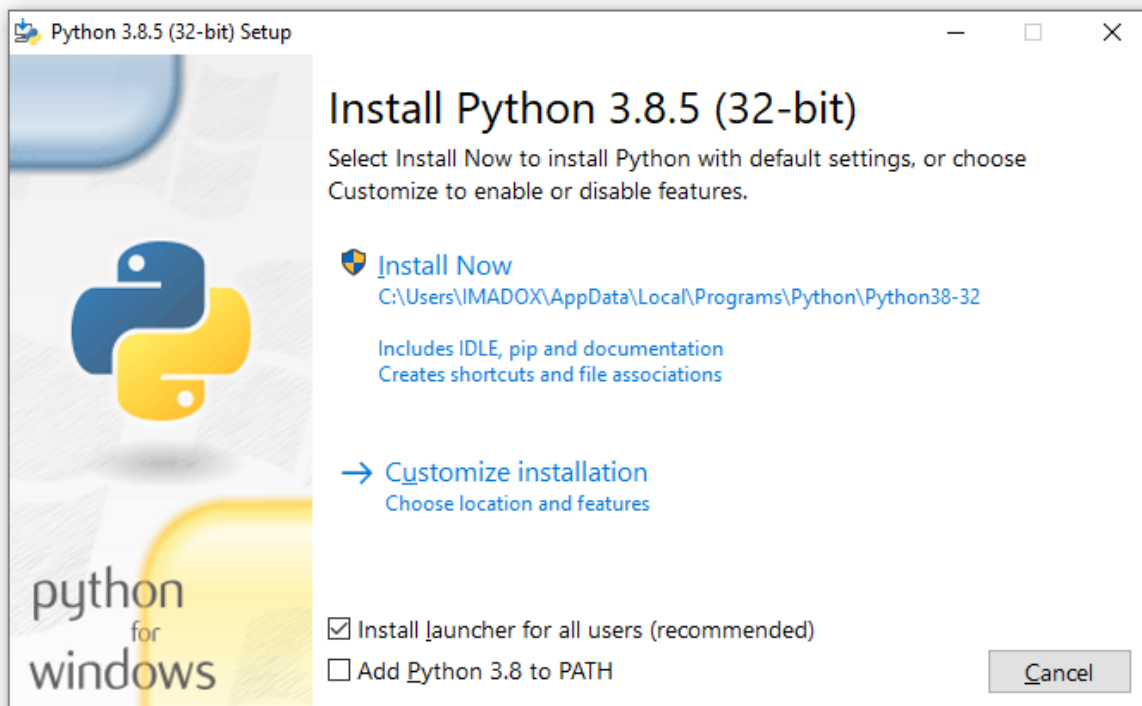 Python 3.8.5 (32-bit) Setup
Install Python 3.8.5 (32-bit)
Select Install Now to install Python with default settings, or choose
Customize to enable or disable features.
Install Now
C:\Users\IMADOX\AppData\Local\Programs\Python\Python38-32
Includes IDLE, pip and documentation
Creates shortcuts and file associations
Customize installation
Choose location and features
python
for
windows
Install launcher for all users (recommended)
Add Python 3.8 to PATH
Cancel